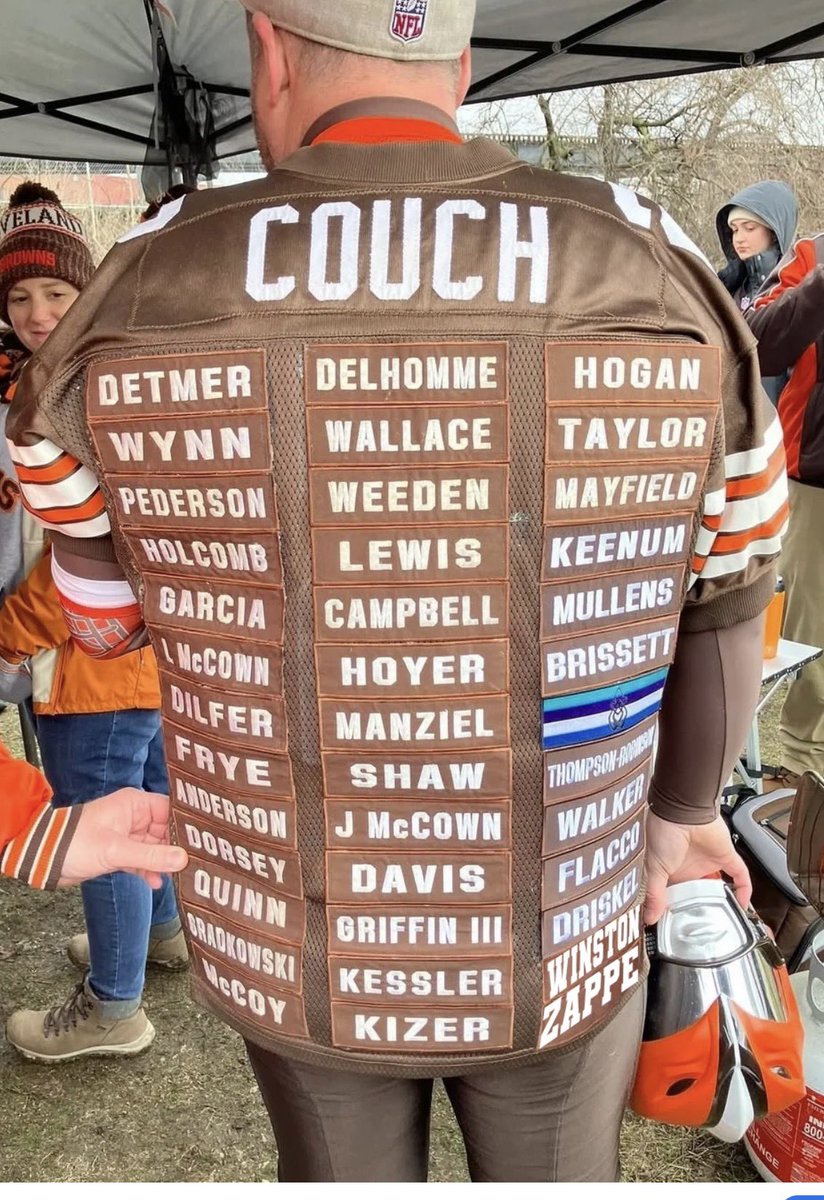 NFL
CLEVELAND
BROWNS
COUCH
DETMER
WYNN
PEDERSON
HOLCOMB
GARCIA
L McCOWN
DILFER
FRYE
ANDERSON
DORSEY
QUINN
GRADKOWSKI
McCOY
DELHOMME
WALLACE
WEEDEN
LEWIS
CAMPBELL
HOYER
MANZIEL
SHAW
J McCOWN
DAVIS
GRIFFIN III
KESSLER
KIZER
HOGAN
TAYLOR
MAYFIELD
KEENUM
MULLENS
BRISSETT
THOMPSON-ROBINSON
WALKER
FLACCO
DRISKEL
WINSTON
ZAPPE
800